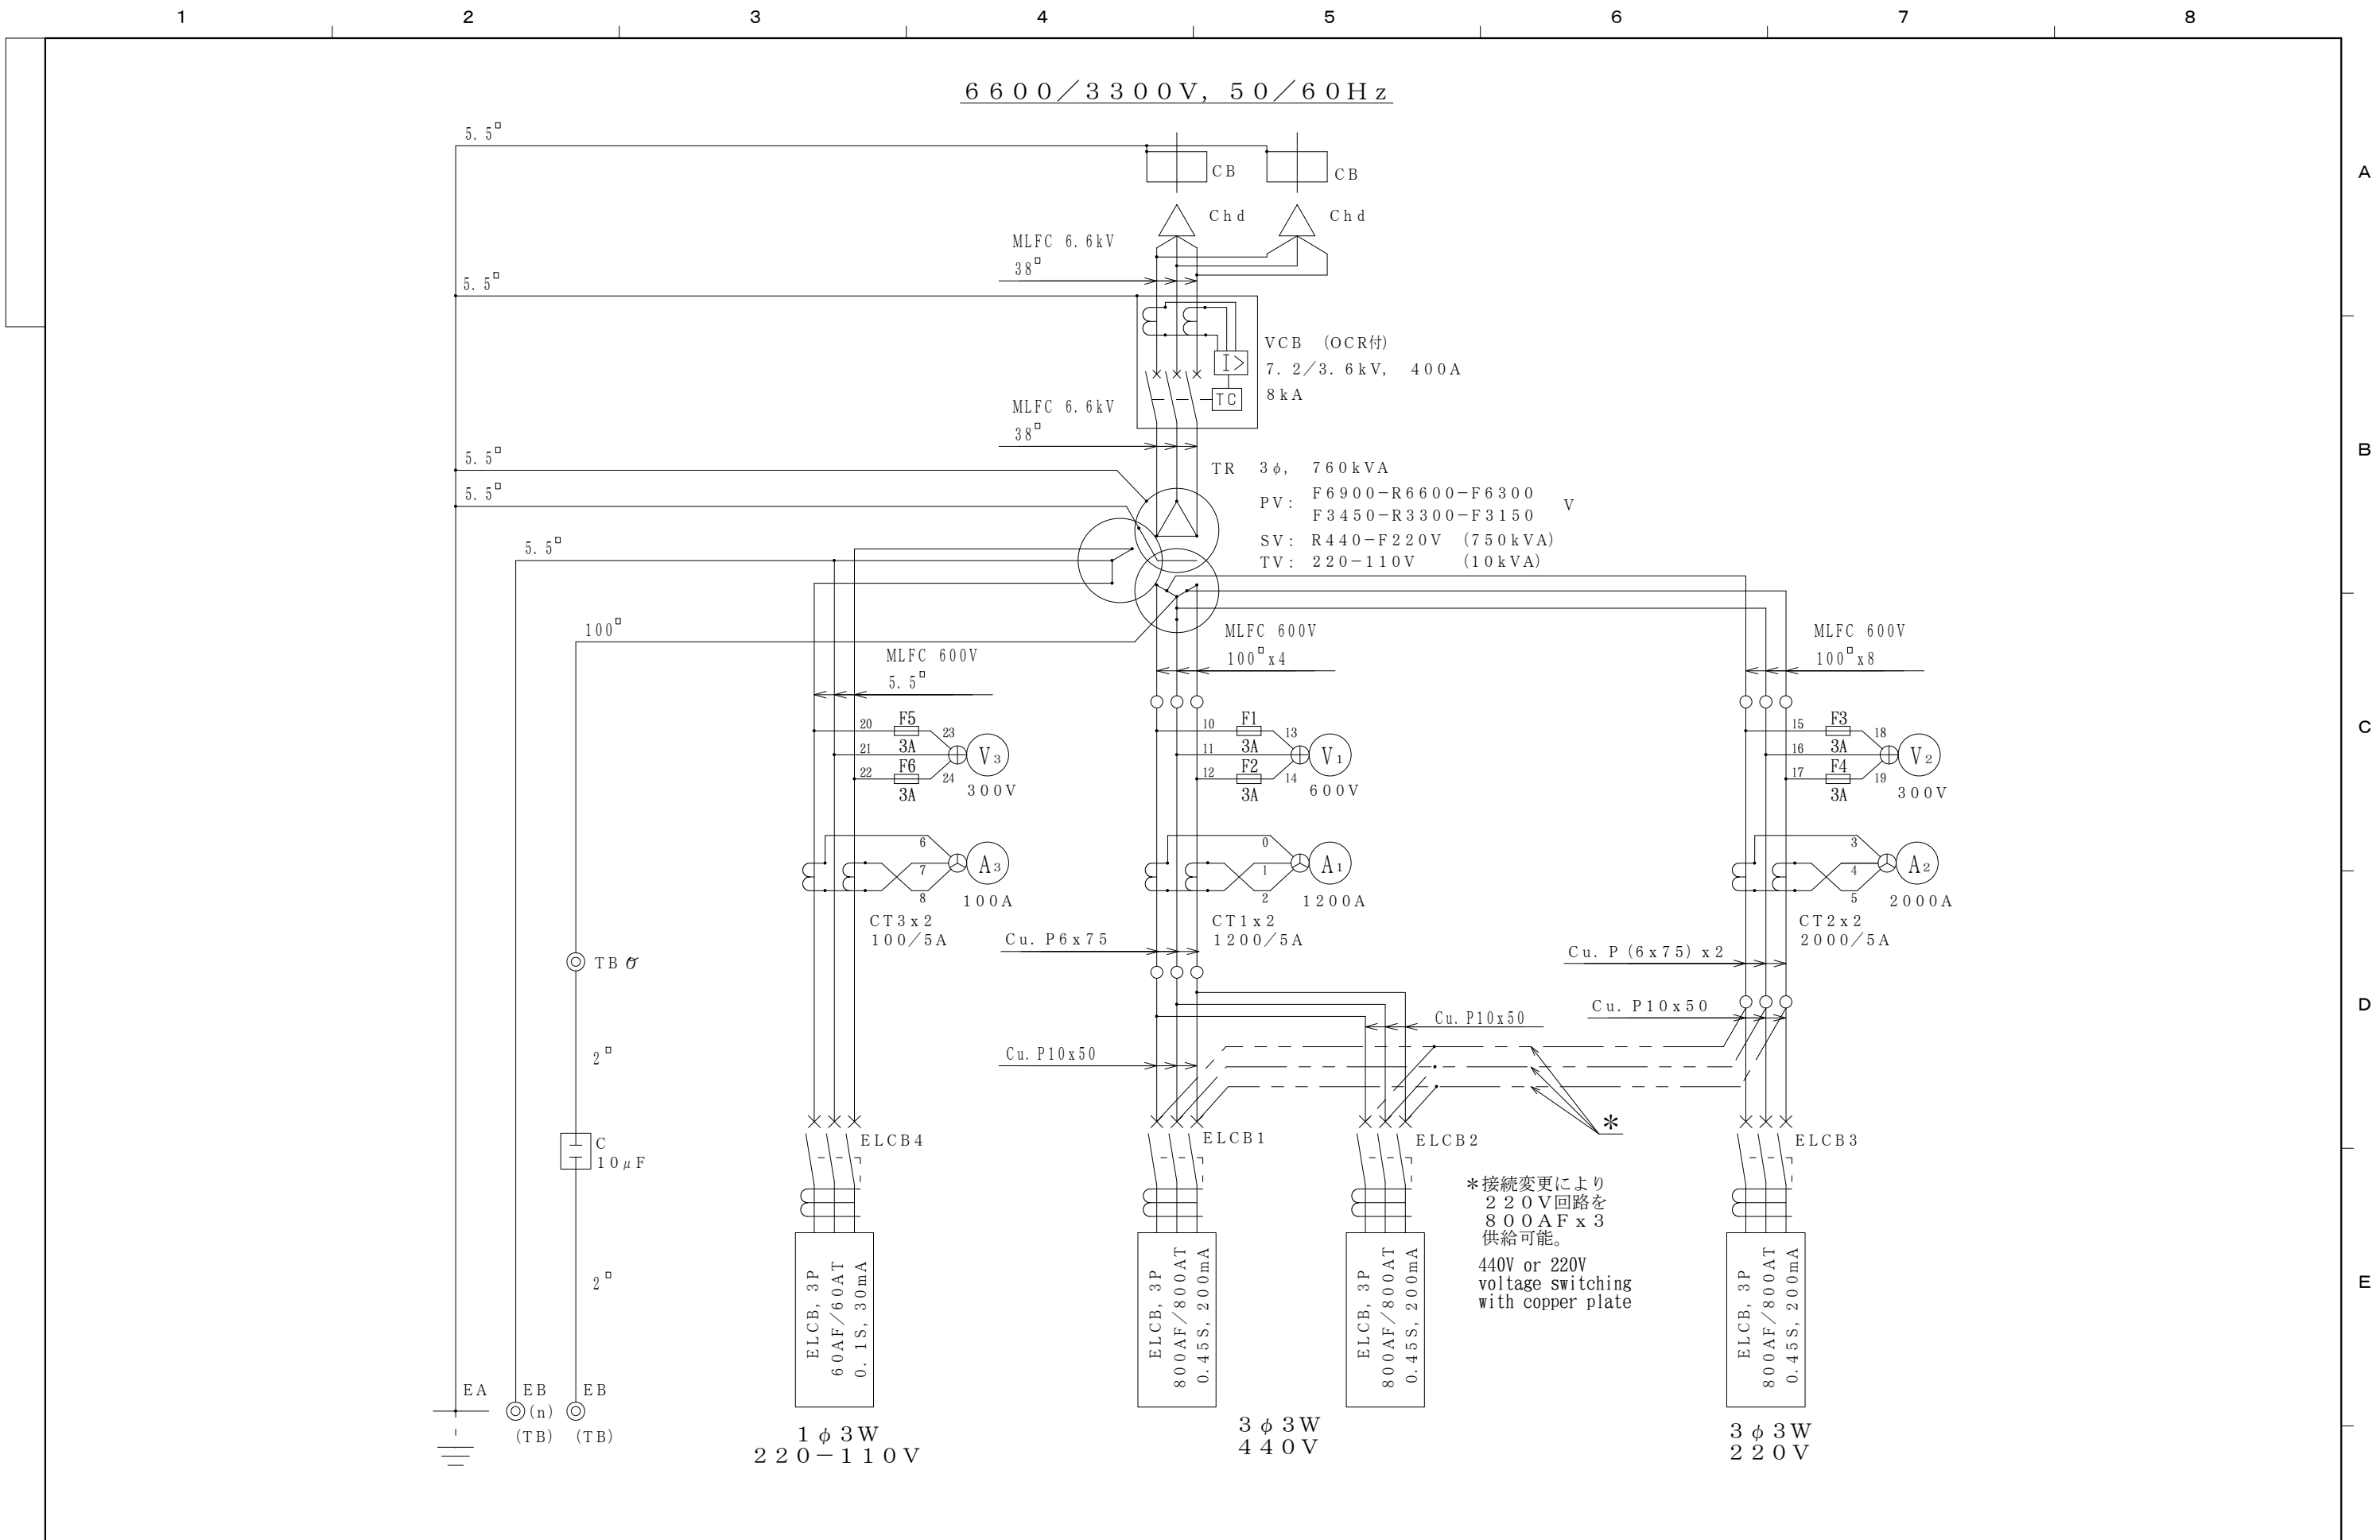 1 2 3 4 5 6 7 8
6600/3300V, 50/60Hz
5.5□
CB
CB
A
Chd
Chd
MLFC 6.6kV
38□
5.5□
VCB (OCR付)
I>
7.2/3.6kV, 400A
TC
8kA
MLFC 6.6kV
38□
B
5.5□
TR 3φ, 760kVA
5.5□
PV: F6900-R6600-F6300 V
F3450-R3300-F3150
SV: R440-F220V (750kVA)
TV: 220-110V (10kVA)
5.5□
100□
MLFC 600V
5.5□
MLFC 600V
100□x4
MLFC 600V
100□x8
C
20 F5 23
3A
21 V3
22 F6 24
3A
300V
10 F1 13
3A
11 V1
12 F2 14
3A
600V
15 F3 18
3A
16 V2
17 F4 19
3A
300V
6
7 A3
8
100A
CT3x2
100/5A
0
1 A1
2
1200A
CT1x2
1200/5A
3
4 A2
5
2000A
CT2x2
2000/5A
Cu. P6x75
Cu. P (6x75) x2
TB
D
Cu. P10x50
Cu. P10x50
Cu. P10x50
2□
*
C
10μF
ELCB4
ELCB1
ELCB2
ELCB3
*接続変更により
220V回路を
800AFx3
供給可能。
440V or 220V
voltage switching
with copper plate
2□
E
ELCB, 3P
60AF/60AT
0.1S, 30mA
ELCB, 3P
800AF/800AT
0.45S, 200mA
ELCB, 3P
800AF/800AT
0.45S, 200mA
ELCB, 3P
800AF/800AT
0.45S, 200mA
EA
EB
(n)
(TB)
EB
(TB)
1φ3W
220-110V
3φ3W
440V
3φ3W
220V